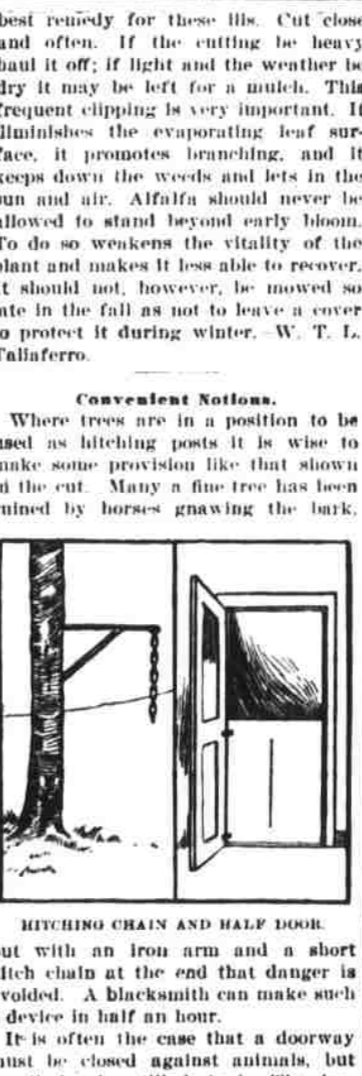 best remedy for these ills. Cut close
and often. If the cutting be heavy
haul it off; if light and the weather be
dry it may be left for a mulch. This
frequent clipping is very important. It
diminishes the evaporating leaf sur-
face, it promotes branching, and it
keeps down the weeds and lets in the
sun and air. Alfalfa should never be
allowed to stand beyond early bloom.
To do so weakens the vitality of the
plant and makes it less able to recover.
It should not, however, be mowed so
late in the fall as not to leave a cover
to protect it during winter.—W. T. L.
Taliaferro.
Convenient Notions.
Where trees are in a position to be
used as hitching posts it is wise to
make some provision like that shown
in the cut. Many a fine tree has been
ruined by horses gnawing the bark,
HITCHING CHAIN AND HALF DOOR.
but with an iron arm and a short
hitch chain at the end that danger is
avoided. A blacksmith can make such
a device in half an hour.
It is often the case that a doorway
must be closed against animals, but